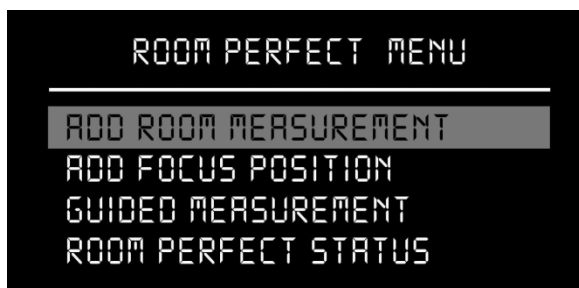 ROOM PERFECT MENU
ADD ROOM MEASUREMENT
ADD FOCUS POSITION
GUIDED MEASUREMENT
ROOM PERFECT STATUS